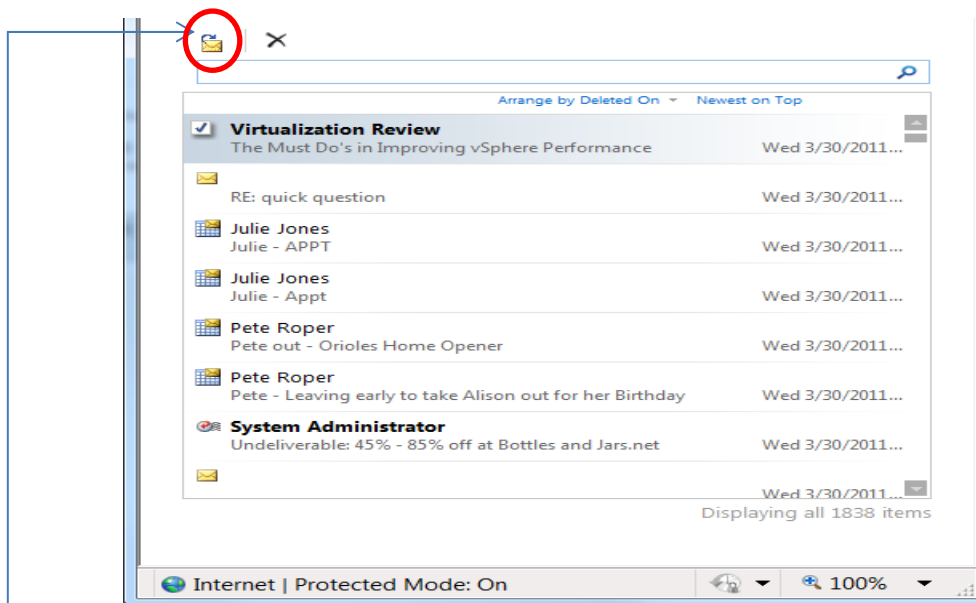 Arrange by Deleted On Newest on Top
Virtualization Review
The Must Do's in Improving vSphere Performance Wed 3/30/2011...
RE: quick question Wed 3/30/2011...
Julie Jones
Julie - APPT Wed 3/30/2011...
Julie Jones
Julie - Appt Wed 3/30/2011...
Pete Roper
Pete out - Orioles Home Opener Wed 3/30/2011...
Pete Roper
Pete - Leaving early to take Alison out for her Birthday Wed 3/30/2011...
System Administrator
Undeliverable: 45% - 85% off at Bottles and Jars.net Wed 3/30/2011...
Wed 3/30/2011...
Displaying all 1838 items
Internet | Protected Mode: On 100%